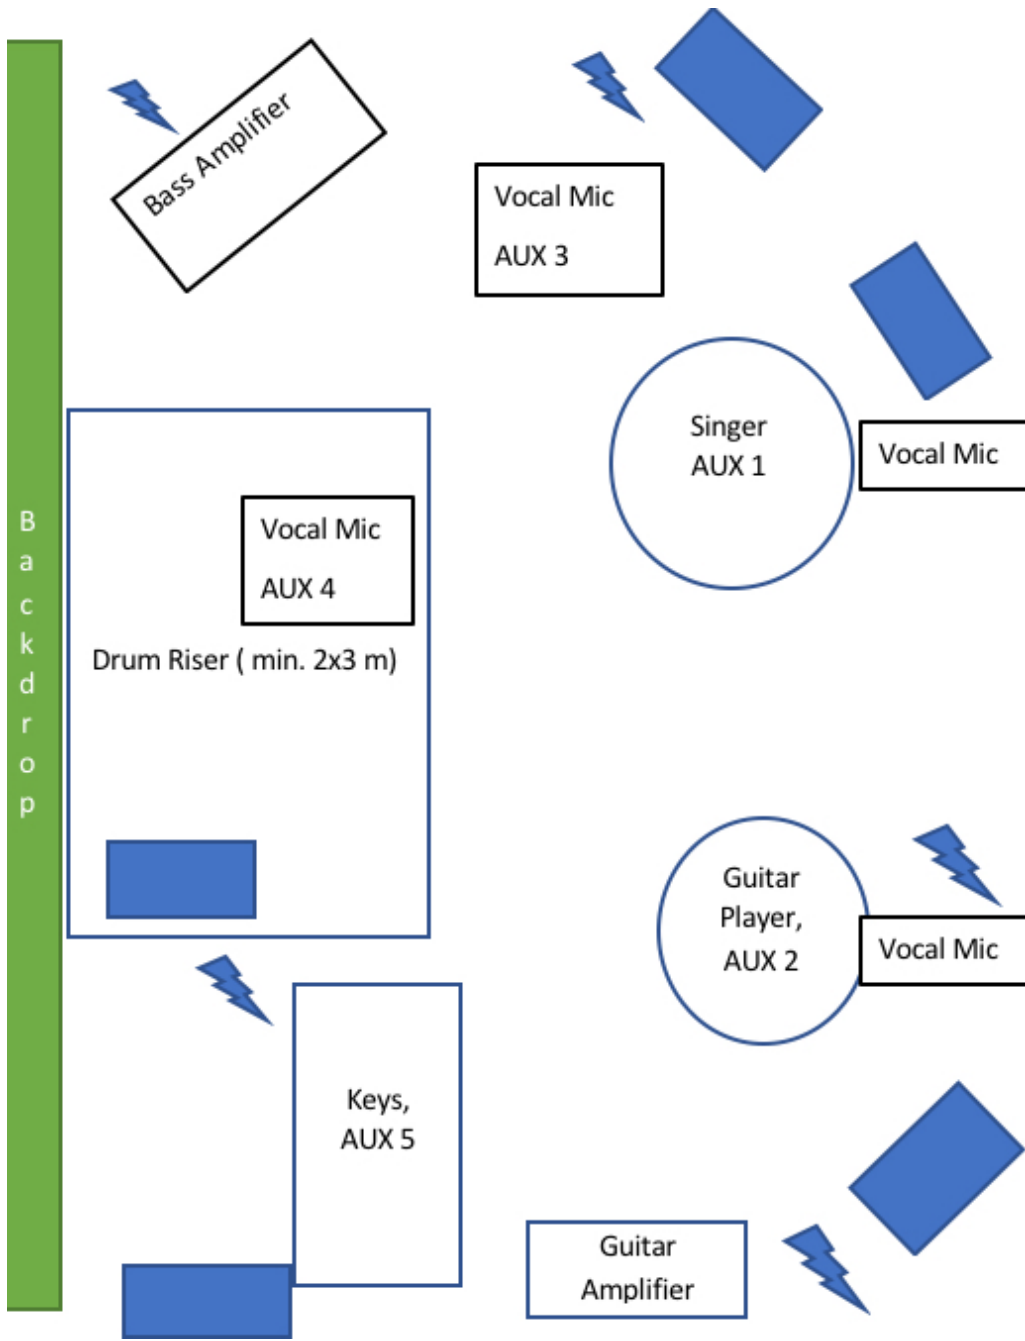 Bass Amplifier
Vocal Mic
AUX 3
Singer
AUX 1
Vocal Mic
Backdrop
Vocal Mic
AUX 4
Drum Riser ( min. 2x3 m)
Guitar
Player,
AUX 2
Vocal Mic
Keys,
AUX 5
Guitar
Amplifier